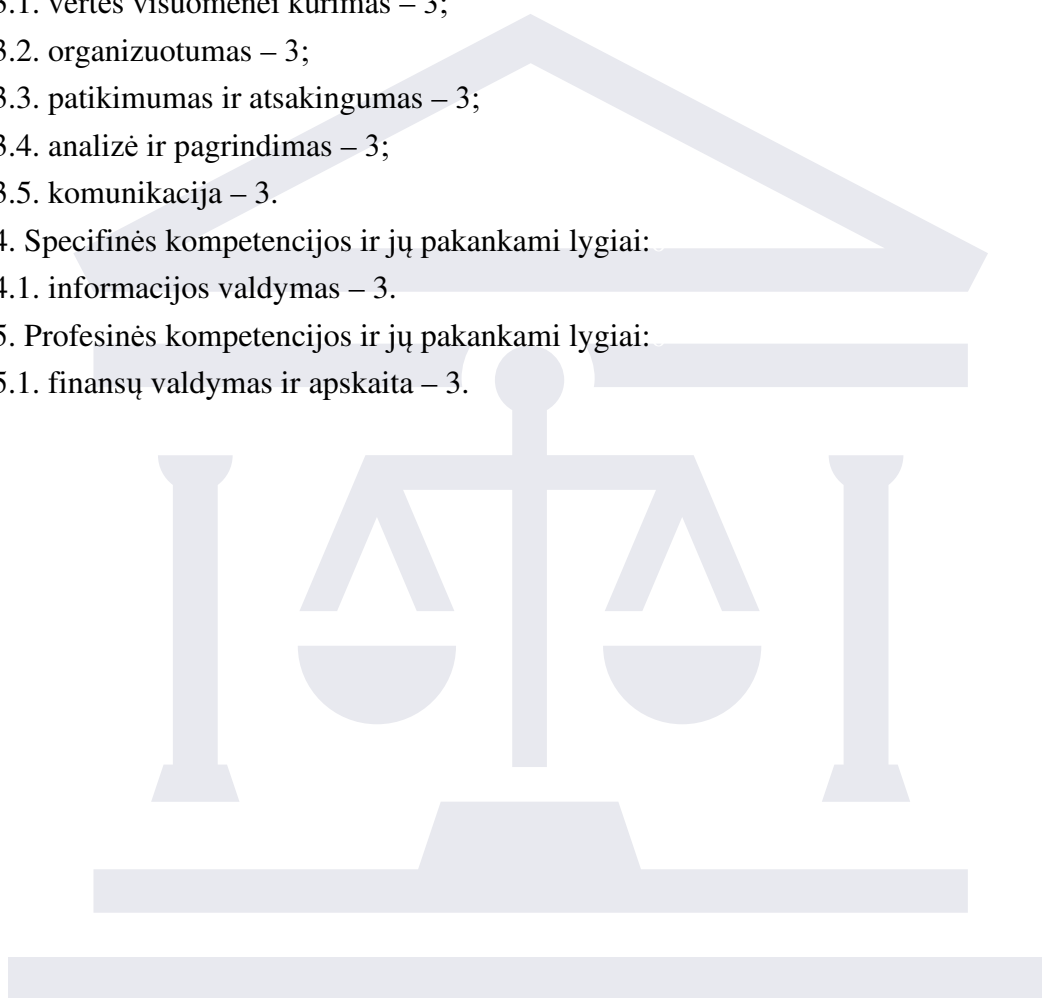 3.1. vertės visuomenei kūrimas – 3;
3.2. organizuotumas – 3;
3.3. patikimumas ir atsakingumas – 3;
3.4. analizė ir pagrindimas – 3;
3.5. komunikacija – 3.
4. Specifinės kompetencijos ir jų pakankami lygiai:
4.1. informacijos valdymas – 3.
5. Profesinės kompetencijos ir jų pakankami lygiai:
5.1. finansų valdymas ir apskaita – 3.